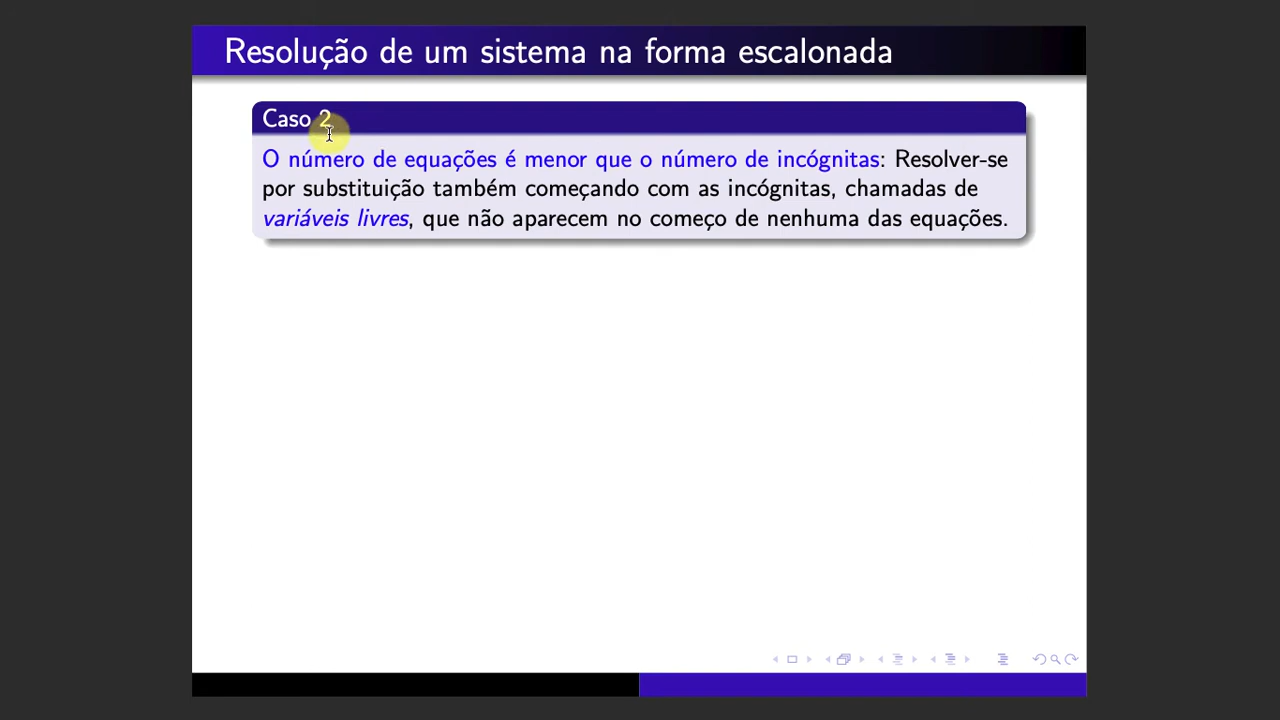 Resolução de um sistema na forma escalonada
Caso 2
O número de equações é menor que o número de incógnitas: Resolver-se
por substituição também começando com as incógnitas, chamadas de
variáveis livres, que não aparecem no começo de nenhuma das equações.